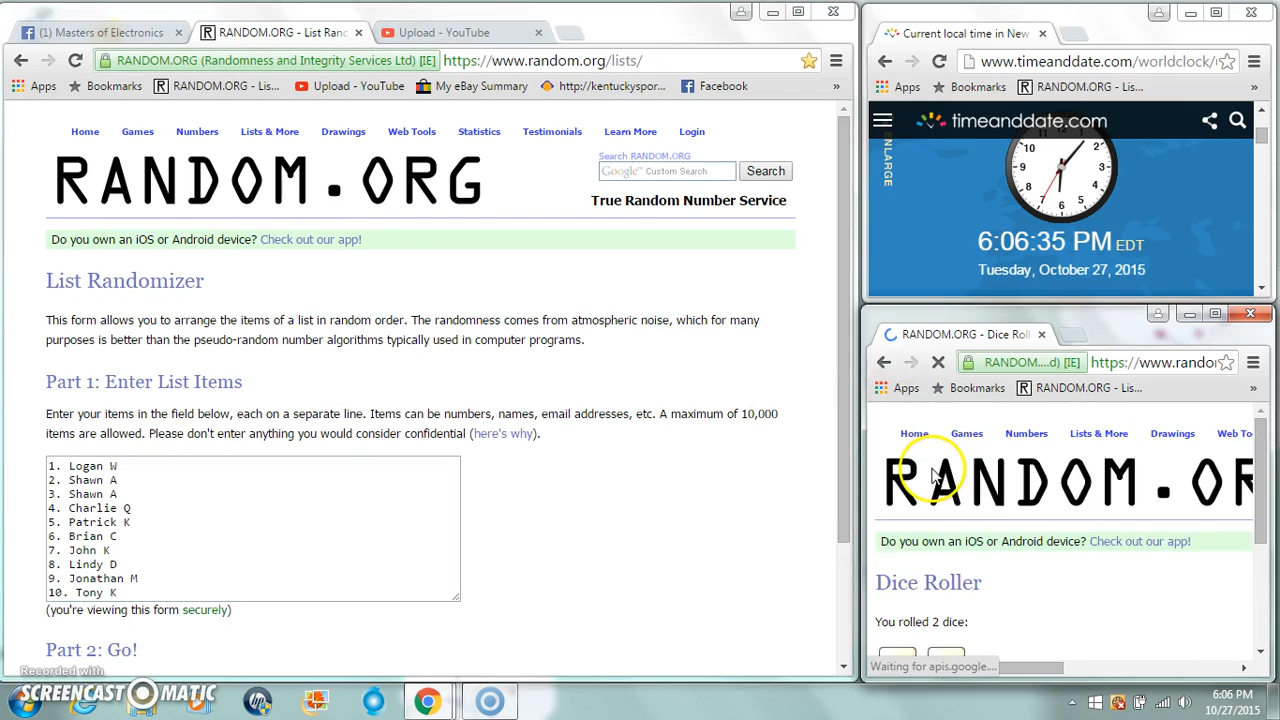 (1) Masters of Electronics
RANDOM.ORG - List Ranc
Upload - YouTube
RANDOM.ORG (Randomness and Integrity Services Ltd) [IE]
https://www.random.org/lists/
Apps
Bookmarks
RANDOM.ORG - Lis...
Upload - YouTube
My eBay Summary
http://kentuckyspor...
Facebook
»
Home
Games
Numbers
Lists & More
Drawings
Web Tools
Statistics
Testimonials
Learn More
Login
RANDOM.ORG
Search RANDOM.ORG
Google™ Custom Search
Search
True Random Number Service
Do you own an iOS or Android device? Check out our app!
List Randomizer
This form allows you to arrange the items of a list in random order. The randomness comes from atmospheric noise, which for many
purposes is better than the pseudo-random number algorithms typically used in computer programs.
Part 1: Enter List Items
Enter your items in the field below, each on a separate line. Items can be numbers, names, email addresses, etc. A maximum of 10,000
items are allowed. Please don't enter anything you would consider confidential (here's why).
1. Logan W
2. Shawn A
3. Shawn A
4. Charlie Q
5. Patrick K
6. Brian C
7. John K
8. Lindy D
9. Jonathan M
10. Tony K
(you're viewing this form securely)
Part 2: Go!
Recorded with
SCREENCAST-O-MATIC
Current local time in New
https://www.timeanddate.com/worldclock/
Apps
Bookmarks
RANDOM.ORG - Lis...
»
timeanddate.com
ENLARGE
12
1
2
3
4
5
6
7
8
9
6:06:35 PM EDT
Tuesday, October 27, 2015
RANDOM.ORG - Dice Roll
RANDOM....d) [IE]
https://www.rando
Apps
Bookmarks
RANDOM.ORG - Lis...
»
Home
Games
Numbers
Lists & More
Drawings
Web To
RANDOM.OR
Do you own an iOS or Android device? Check out our app!
Dice Roller
You rolled 2 dice:
Waiting for apis.google....
6:06 PM
10/27/2015